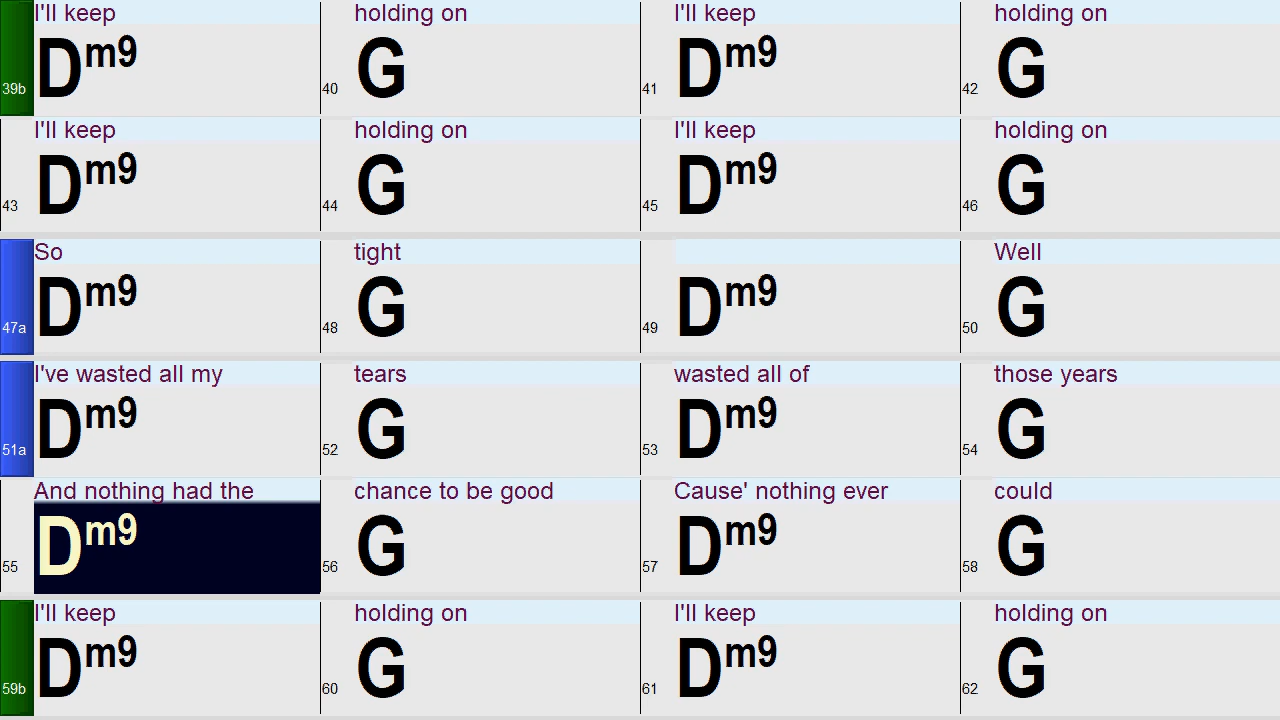 I'll keep holding on I'll keep holding on
39b Dm9 40 G 41 Dm9 42 G
I'll keep holding on I'll keep holding on
43 Dm9 44 G 45 Dm9 46 G
So tight Well
47a Dm9 48 G 49 Dm9 50 G
I've wasted all my tears wasted all of those years
51a Dm9 52 G 53 Dm9 54 G
And nothing had the chance to be good Cause' nothing ever could
55 Dm9 56 G 57 Dm9 58 G
I'll keep holding on I'll keep holding on
59b Dm9 60 G 61 Dm9 62 G